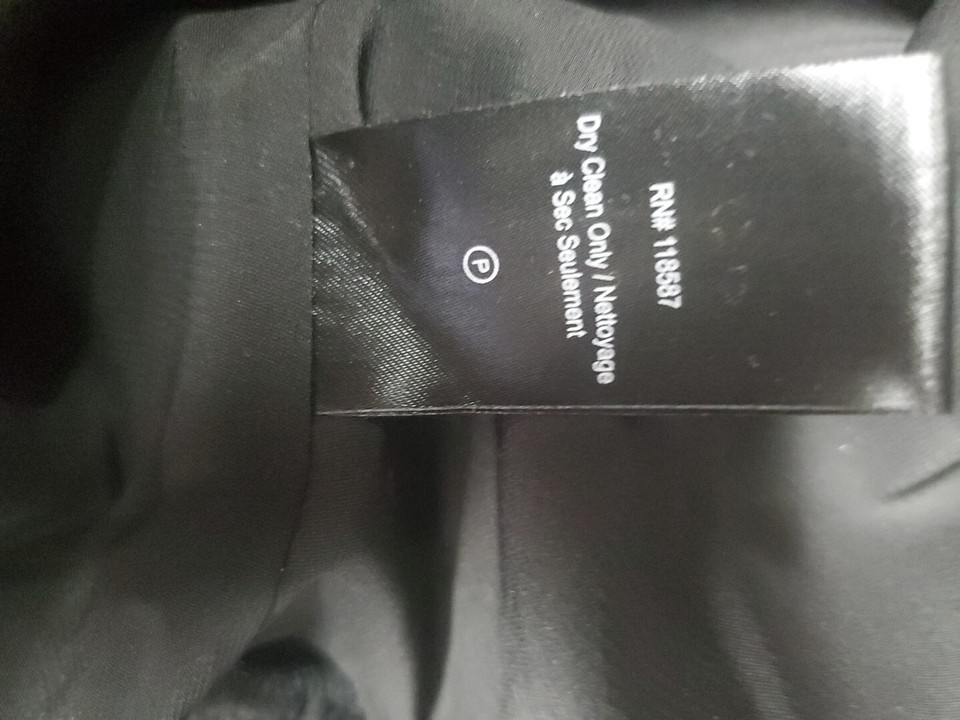 RN# 118587
Dry Clean Only / Nettoyage
à Sec Seulement
P